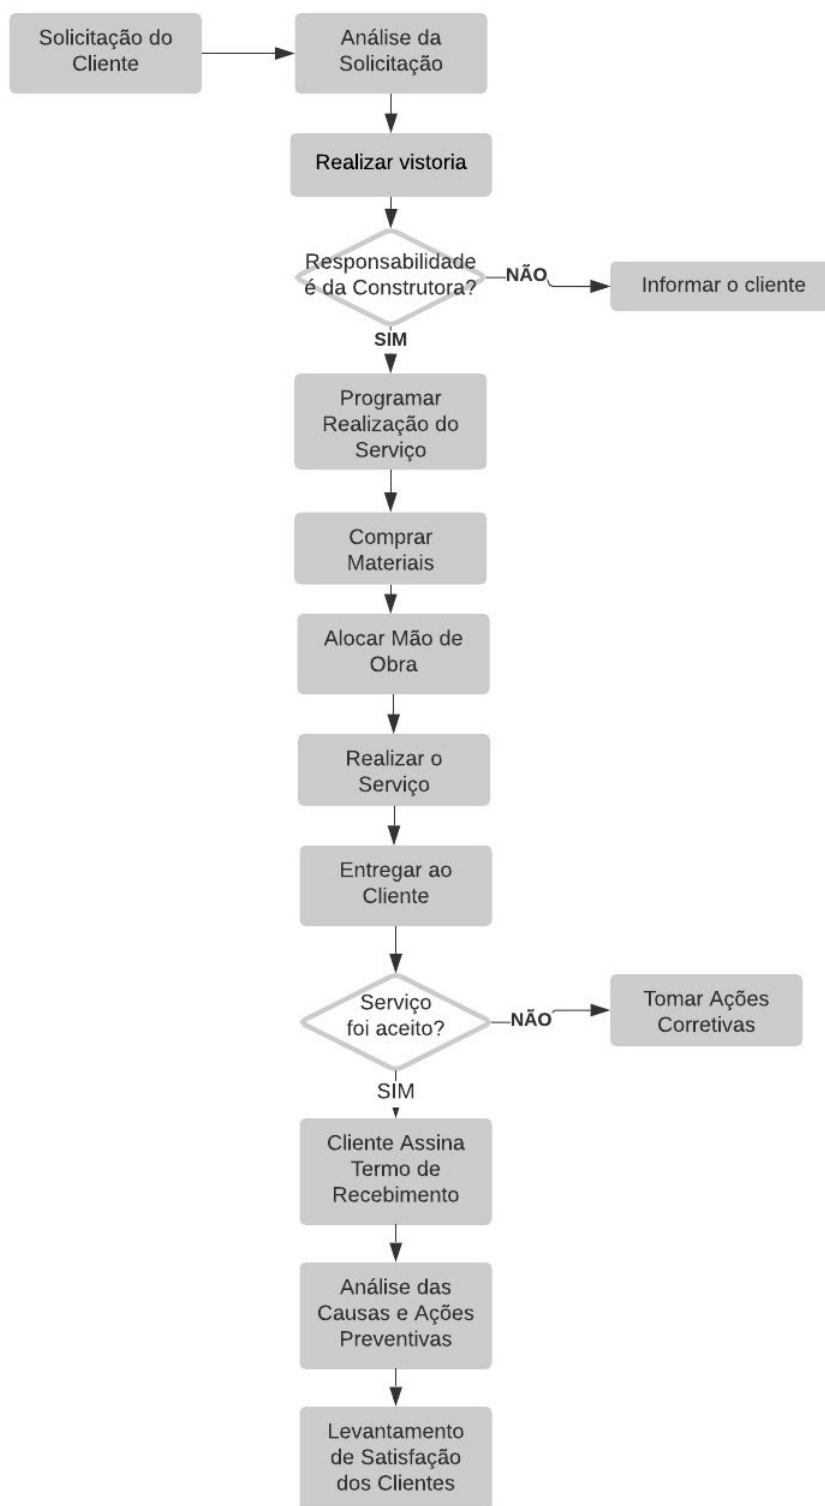 Solicitação do
Cliente
Análise da
Solicitação
Realizar vistoria
Responsabilidade
é da Construtora?
NÃO
Informar o cliente
SIM
Programar
Realização do
Serviço
Comprar
Materiais
Alocar Mão de
Obra
Realizar o
Serviço
Entregar ao
Cliente
Serviço
foi aceito?
NÃO
Tomar Ações
Corretivas
SIM
Cliente Assina
Termo de
Recebimento
Análise das
Causas e Ações
Preventivas
Levantamento
de Satisfação
dos Clientes